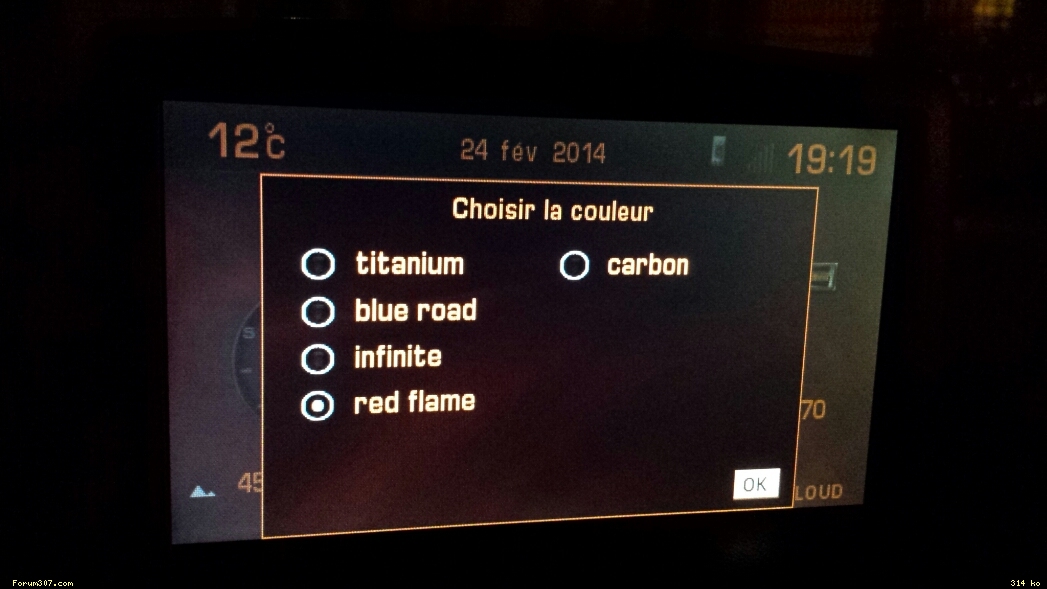 12°C 24 fév 2014 19:19
Choisir la couleur
titanium carbon
blue road
infinite
red flame
70
45
OK
LOUD
Forum307.com 314 ko